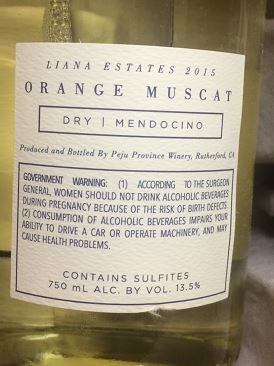 LIANA ESTATES 2015
ORANGE MUSCAT
DRY | MENDOCINO
Produced and Bottled By Peju Province Winery, Rutherford, CA
GOVERNMENT WARNING: (1) ACCORDING TO THE SURGEON
GENERAL, WOMEN SHOULD NOT DRINK ALCOHOLIC BEVERAGES
DURING PREGNANCY BECAUSE OF THE RISK OF BIRTH DEFECTS.
(2) CONSUMPTION OF ALCOHOLIC BEVERAGES IMPAIRS YOUR
ABILITY TO DRIVE A CAR OR OPERATE MACHINERY, AND MAY
CAUSE HEALTH PROBLEMS.
CONTAINS SULFITES
750 mL ALC. BY VOL. 13.5%